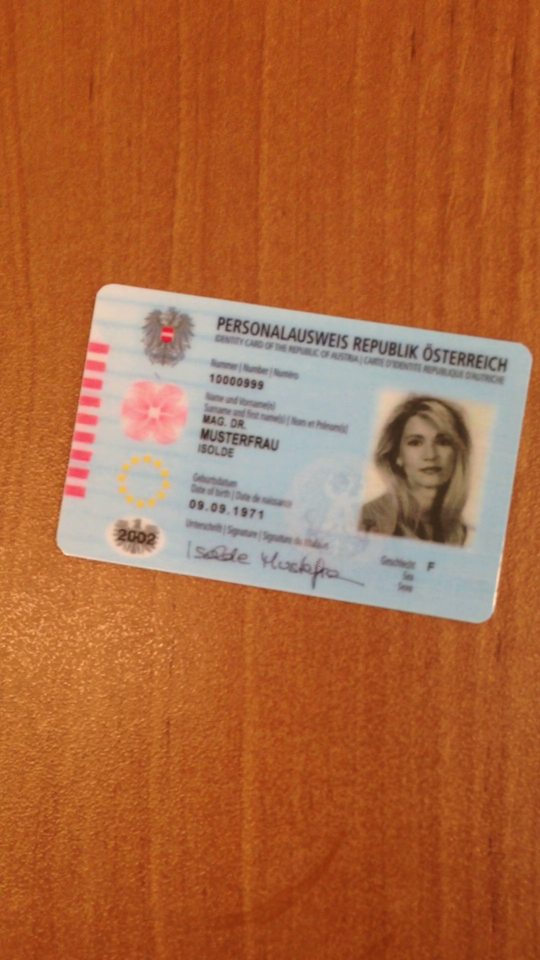 PERSONALAUSWEIS REPUBLIK ÖSTERREICH
IDENTITY CARD OF THE REPUBLIC OF AUSTRIA | CARTE D'IDENTITE REPUBLIQUE D'AUTRICHE
Nummer | Number | Numéro
10000999
Name und Vorname(n)
Surname and first name(s) | Nom et Prénom(s)
MAG. DR.
MUSTERFRAU
ISOLDE
Geburtsdatum
Date of birth | Date de naissance
09.09.1971
Unterschrift | Signature | Signature du titulaire
Isolde Musterfrau
Geschlecht F
Sex
Sexe
2002